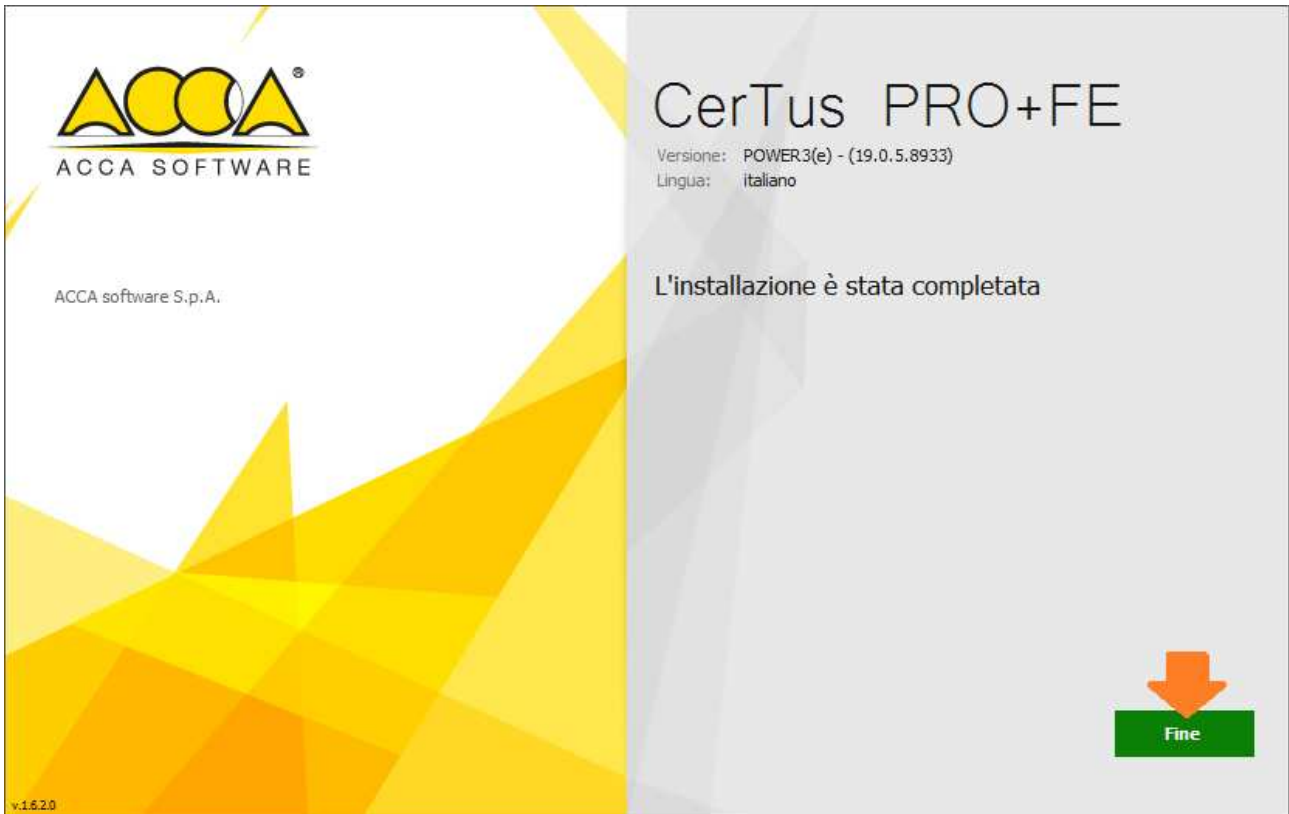 ACCA®
ACCA SOFTWARE
ACCA software S.p.A.
v.1.6.2.0
CerTus PRO+FE
Versione: POWER3(e) - (19.0.5.8933)
Lingua: italiano
L'installazione è stata completata
Fine